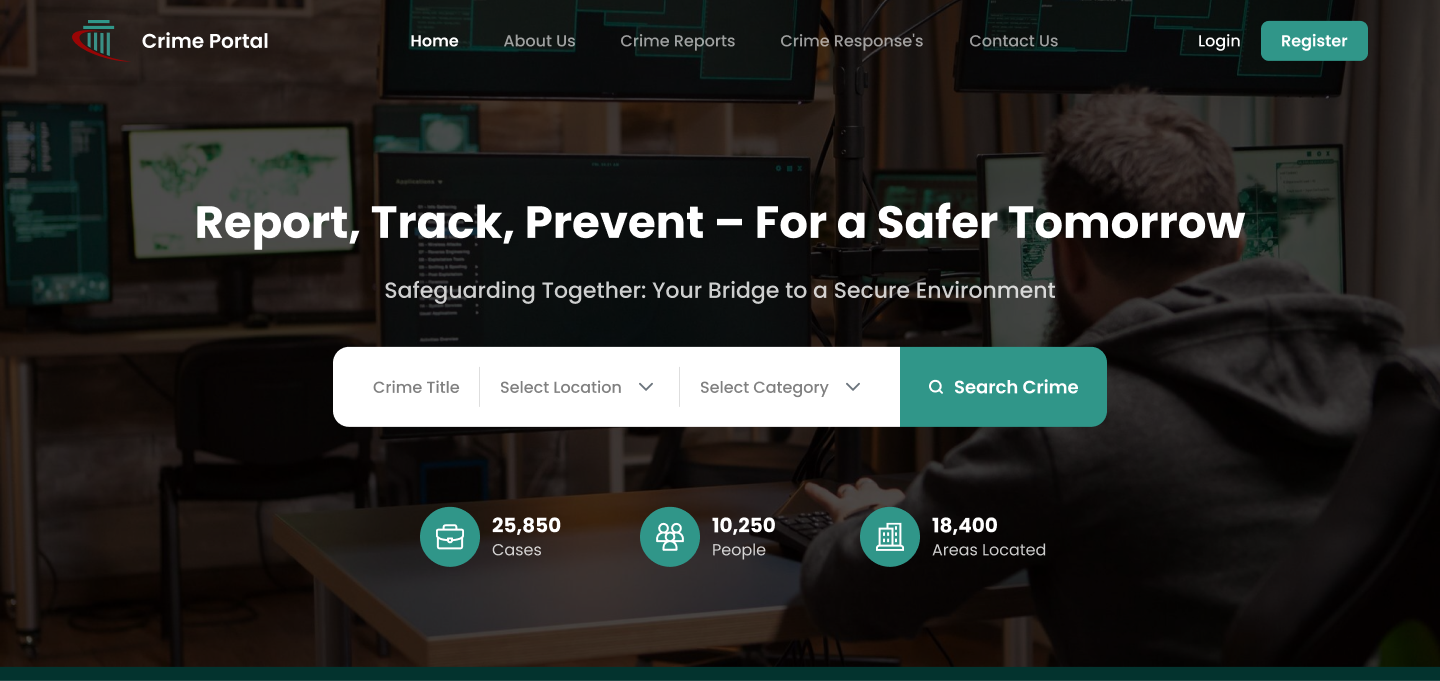 Crime Portal
Home
About Us
Crime Reports
Crime Response's
Contact Us
Login
Register
Applications
Report, Track, Prevent – For a Safer Tomorrow
Safeguarding Together: Your Bridge to a Secure Environment
Crime Title
Select Location
Select Category
Search Crime
25,850
Cases
10,250
People
18,400
Areas Located